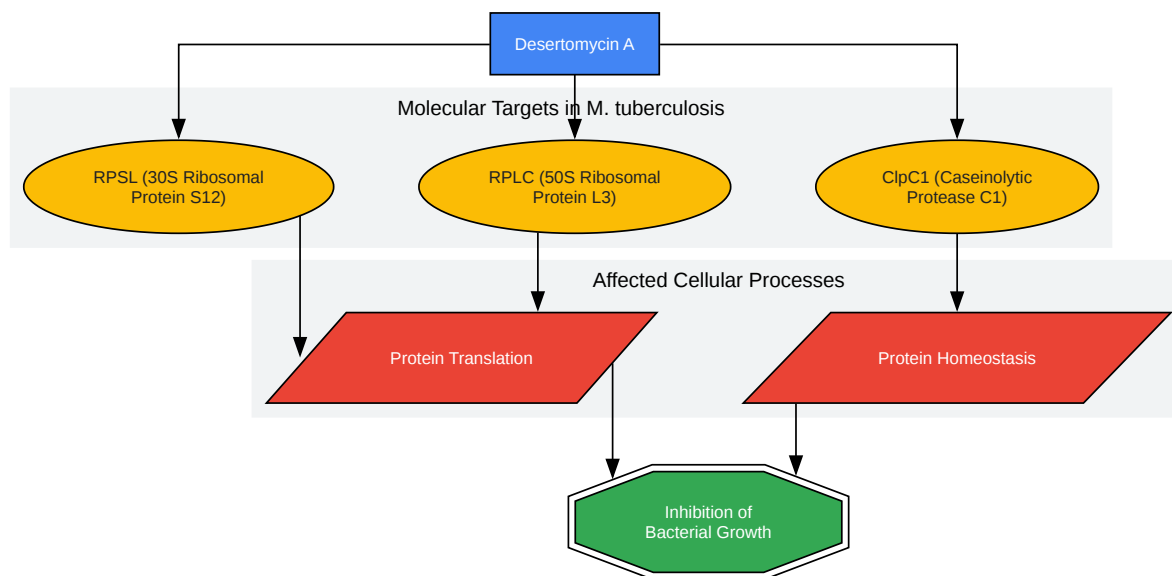 Desertomycin A
Molecular Targets in M. tuberculosis
RPSL (30S Ribosomal
Protein S12)
RPLC (50S Ribosomal
Protein L3)
ClpC1 (Caseinolytic
Protease C1)
Affected Cellular Processes
Protein Translation
Protein Homeostasis
Inhibition of
Bacterial Growth